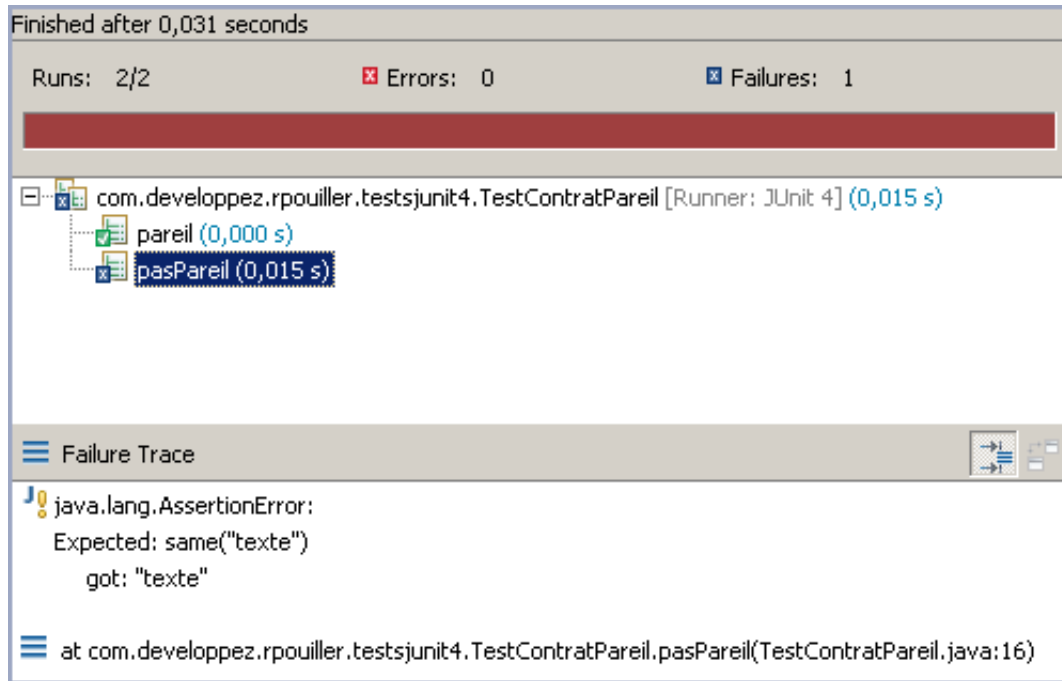 Finished after 0,031 seconds
Runs: 2/2 Errors: 0 Failures: 1
com.developpez.rpouiller.testsjunit4.TestContratPareil [Runner: JUnit 4] (0,015 s)
pareil (0,000 s)
pasPareil (0,015 s)
Failure Trace
java.lang.AssertionError:
Expected: same("texte")
got: "texte"
at com.developpez.rpouiller.testsjunit4.TestContratPareil.pasPareil(TestContratPareil.java:16)